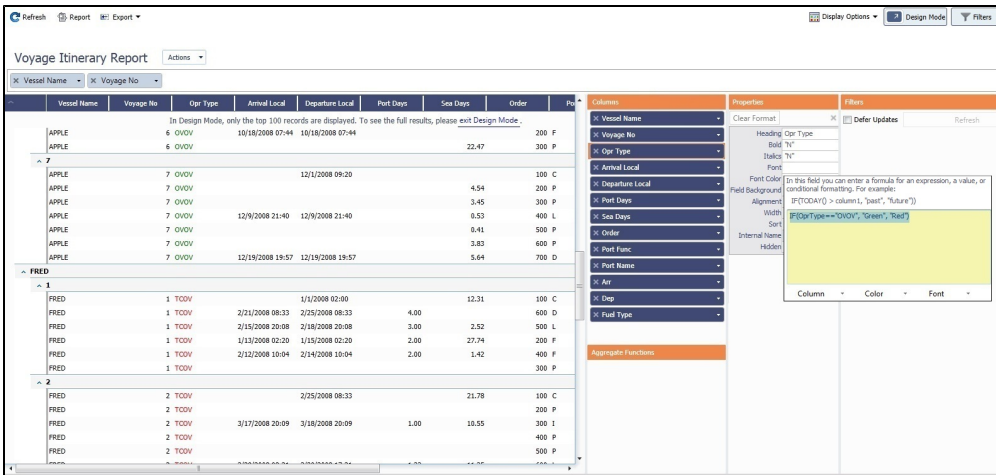 Refresh Report Export Display Options Design Mode Filters
Voyage Itinerary Report Actions
Vessel Name Voyage No
Vessel Name Voyage No Opr Type Arrival Local Departure Local Port Days Sea Days Order
In Design Mode, only the top 100 records are displayed. To see the full results, please exit Design Mode .
APPLE 6 OVOV 10/18/2008 07:44 10/18/2008 07:44 200 F
APPLE 6 OVOV 22.47 300 P
7
APPLE 7 OVOV 12/1/2008 09:20 100 C
APPLE 7 OVOV 4.54 200 P
APPLE 7 OVOV 3.45 300 P
APPLE 7 OVOV 12/9/2008 21:40 12/9/2008 21:40 0.53 400 L
APPLE 7 OVOV 0.41 500 P
APPLE 7 OVOV 3.83 600 P
APPLE 7 OVOV 12/19/2008 19:57 12/19/2008 19:57 5.64 700 D
FRED
1
FRED 1 TCOV 1/1/2008 02:00 12.31 100 C
FRED 1 TCOV 2/21/2008 08:33 2/25/2008 08:33 4.00 600 D
FRED 1 TCOV 2/15/2008 20:08 2/18/2008 20:08 3.00 2.52 500 L
FRED 1 TCOV 1/13/2008 02:20 1/15/2008 02:20 2.00 27.74 200 F
FRED 1 TCOV 2/12/2008 10:04 2/14/2008 10:04 2.00 1.42 400 F
FRED 1 TCOV 300 P
2
FRED 2 TCOV 2/25/2008 08:33 21.78 100 C
FRED 2 TCOV 200 P
FRED 2 TCOV 3/17/2008 20:09 3/18/2008 20:09 1.00 10.55 300 I
FRED 2 TCOV 400 P
FRED 2 TCOV 500 P
Columns
Vessel Name
Voyage No
Opr Type
Arrival Local
Departure Local
Port Days
Sea Days
Order
Port Func
Port Name
Arr
Dep
Fuel Type
Aggregate Functions
Properties
Clear Format
Heading Opr Type
Bold "N"
Italics "N"
Font
Font Color
Field Background
Alignment
Width
Sort
Internal Name
Hidden
Filters
Defer Updates Refresh
In this field you can enter a formula for an expression, a value, or
conditional formatting. For example:
IF(TODAY() > column1, "past", "future"))
IF(OprType=="OVOV", "Green", "Red")
Column Color Font